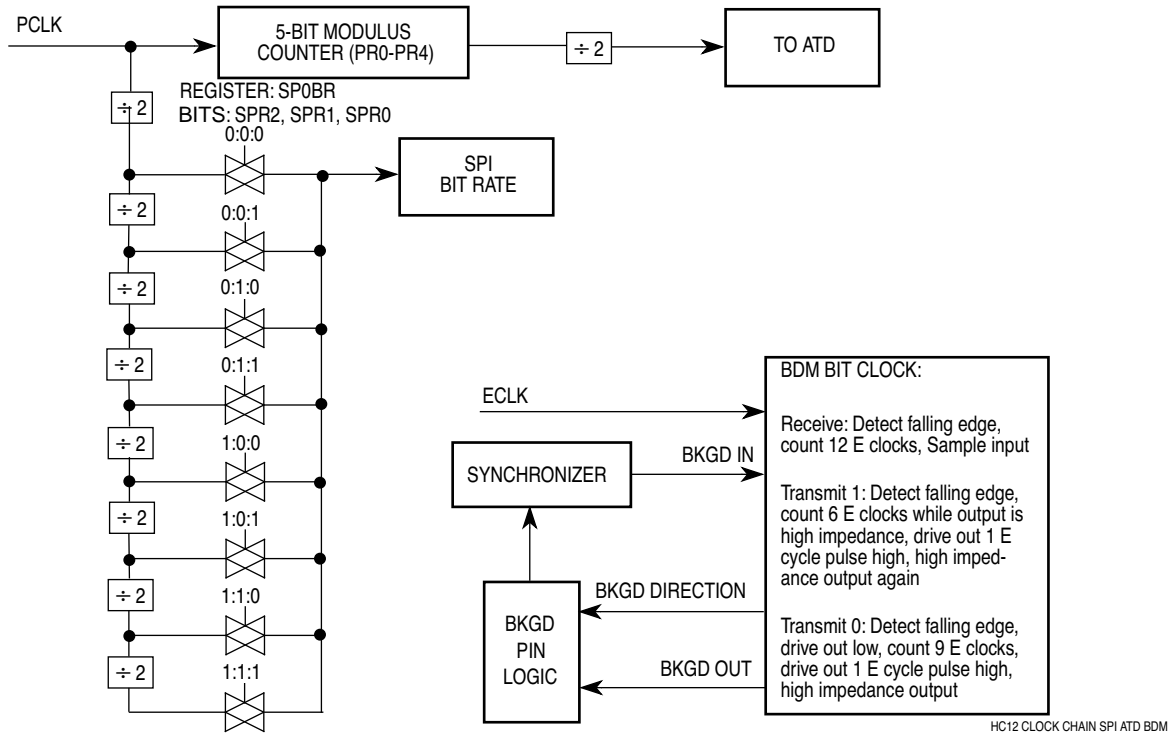 PCLK
5-BIT MODULUS
COUNTER (PR0-PR4)
÷ 2
TO ATD
÷ 2
REGISTER: SP0BR
BITS: SPR2, SPR1, SPR0
0:0:0
SPI
BIT RATE
÷ 2
0:0:1
÷ 2
0:1:0
÷ 2
0:1:1
÷ 2
1:0:0
÷ 2
1:0:1
÷ 2
1:1:0
÷ 2
1:1:1
ECLK
SYNCHRONIZER
BKGD IN
BKGD DIRECTION
BKGD
PIN
LOGIC
BKGD OUT
BDM BIT CLOCK:
Receive: Detect falling edge,
count 12 E clocks, Sample input
Transmit 1: Detect falling edge,
count 6 E clocks while output is
high impedance, drive out 1 E
cycle pulse high, high imped-
ance output again
Transmit 0: Detect falling edge,
drive out low, count 9 E clocks,
drive out 1 E cycle pulse high,
high impedance output
HC12 CLOCK CHAIN SPI ATD BDM